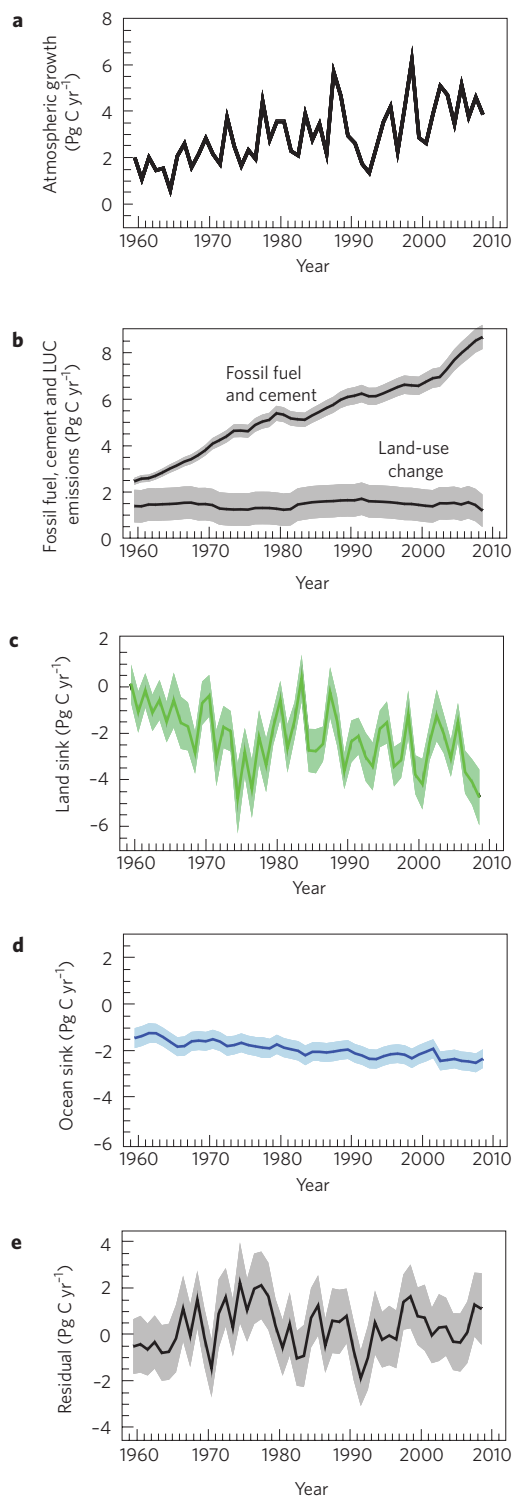 a
Atmospheric growth
(Pg C yr⁻¹)
8
6
4
2
0
1960 1970 1980 1990 2000 2010
Year
b
Fossil fuel, cement and LUC
emissions (Pg C yr⁻¹)
8
6
4
2
0
Fossil fuel
and cement
Land-use
change
1960 1970 1980 1990 2000 2010
Year
c
Land sink (Pg C yr⁻¹)
2
0
-2
-4
-6
1960 1970 1980 1990 2000 2010
Year
d
Ocean sink (Pg C yr⁻¹)
2
0
-2
-4
-6
1960 1970 1980 1990 2000 2010
Year
e
Residual (Pg C yr⁻¹)
4
2
0
-2
-4
1960 1970 1980 1990 2000 2010
Year